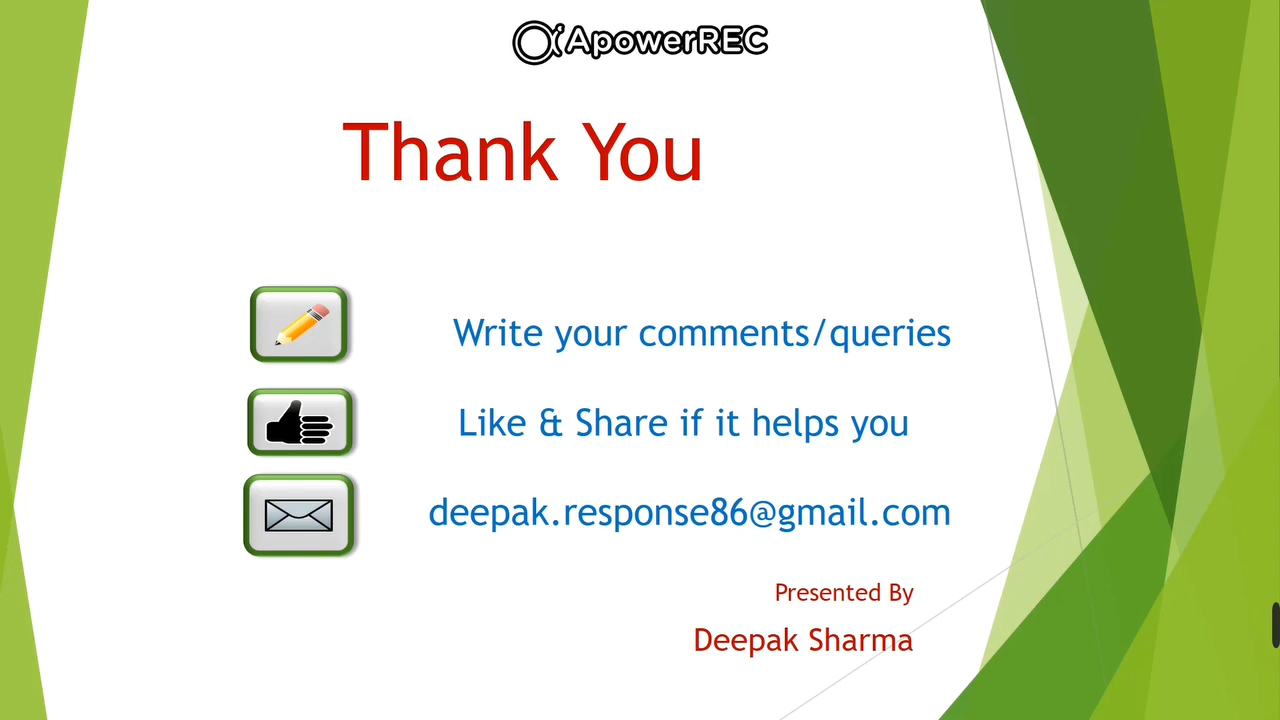 ApowerREC
Thank You
Write your comments/queries
Like & Share if it helps you
deepak.response86@gmail.com
Presented By
Deepak Sharma